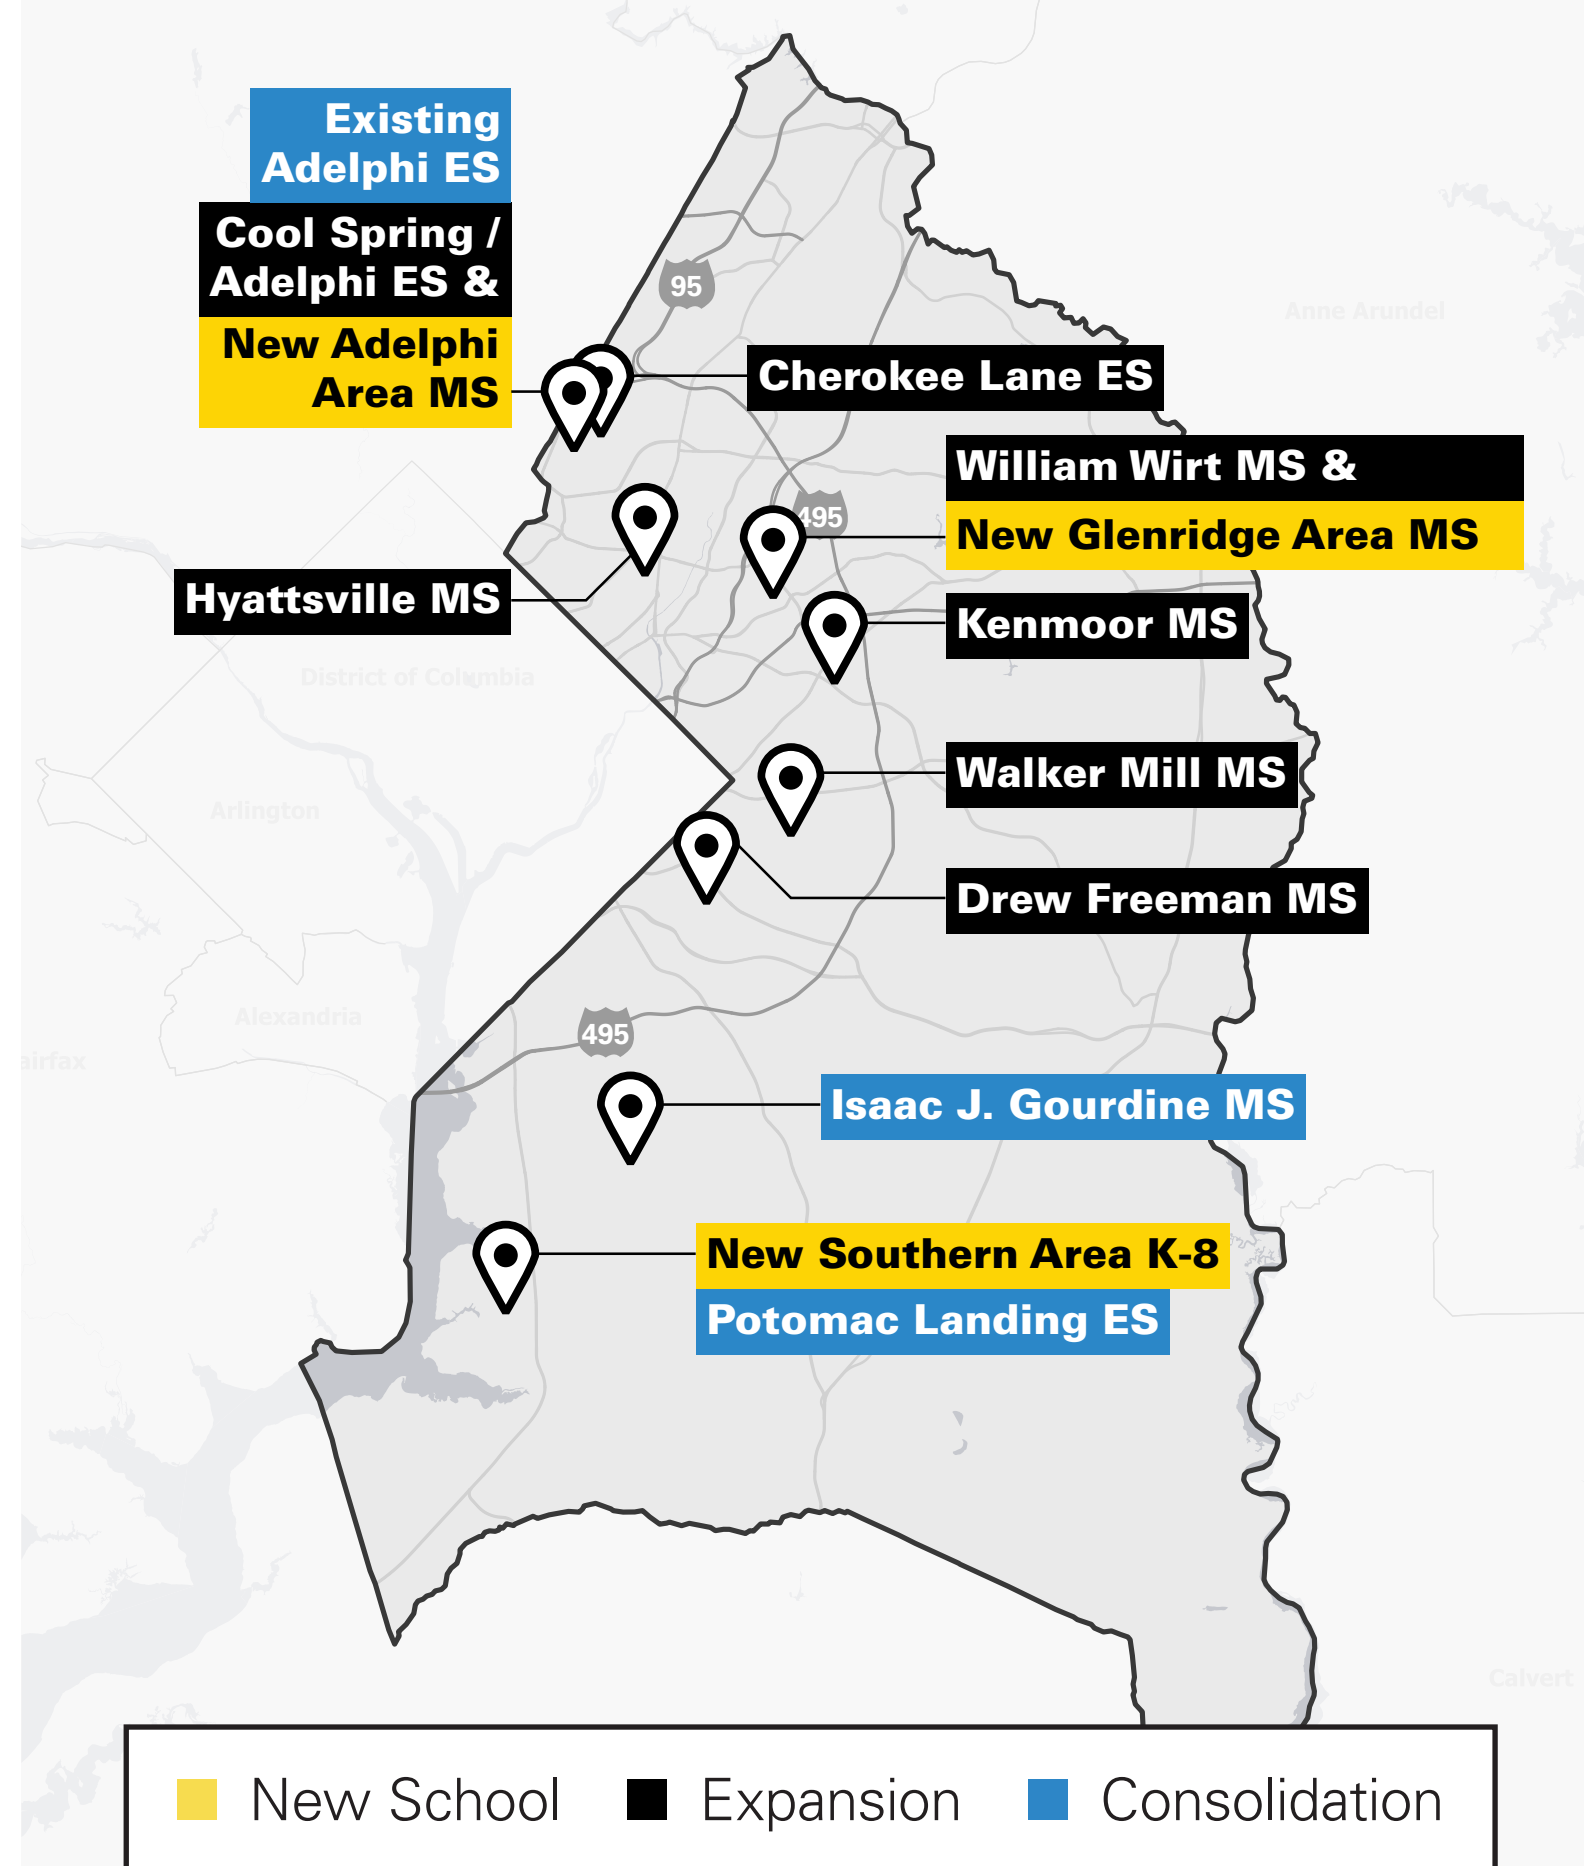 Existing
Adelphi ES
Cool Spring /
Adelphi ES &
New Adelphi
Area MS
95
Anne Arundel
Cherokee Lane ES
William Wirt MS &
495
New Glenridge Area MS
Hyattsville MS
Kenmoor MS
District of Columbia
Walker Mill MS
Arlington
Drew Freeman MS
Alexandria
495
airfax
Isaac J. Gourdine MS
New Southern Area K-8
Potomac Landing ES
Calvert
New School
Expansion
Consolidation